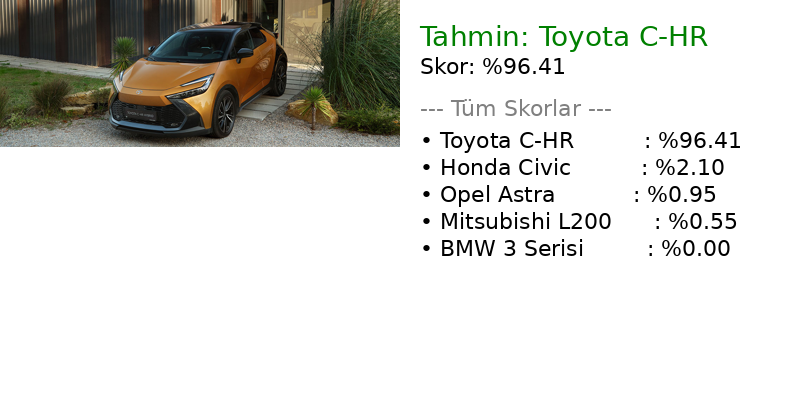 Tahmin: Toyota C-HR
Skor: %96.41
--- Tüm Skorlar ---
• Toyota C-HR : %96.41
• Honda Civic : %2.10
• Opel Astra : %0.95
• Mitsubishi L200 : %0.55
• BMW 3 Serisi : %0.00